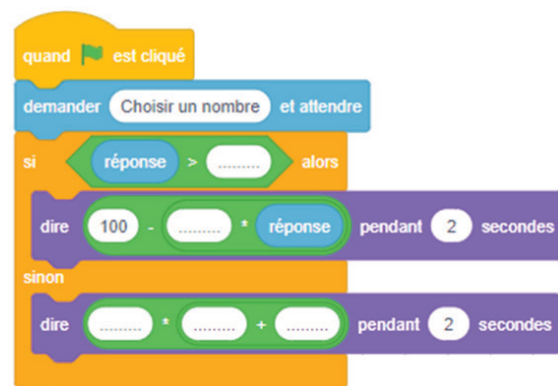 quand est cliqué
demander Choisir un nombre et attendre
si réponse > ......... alors
dire 100 - ......... * réponse pendant 2 secondes
sinon
dire ......... * ......... + ......... pendant 2 secondes